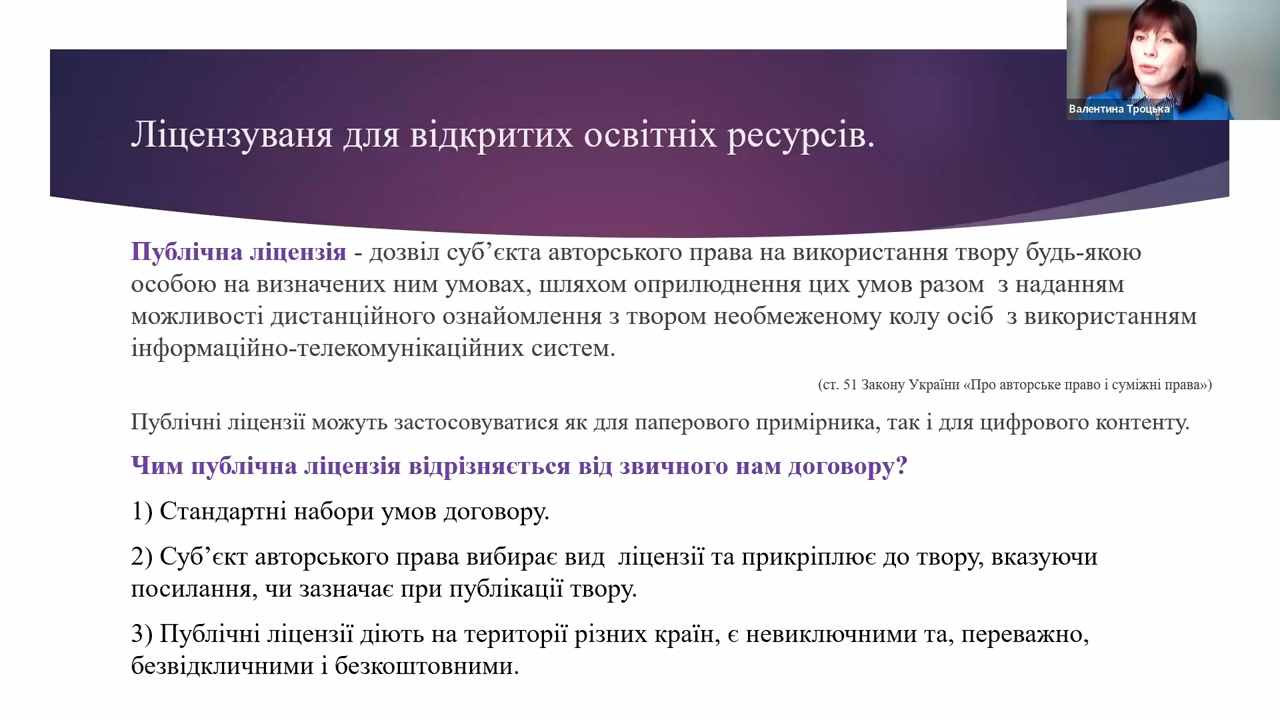 Валентина Троцька
Ліцензуваня для відкритих освітніх ресурсів.
Публічна ліцензія - дозвіл суб’єкта авторського права на використання твору будь-якою
особою на визначених ним умовах, шляхом оприлюднення цих умов разом з наданням
можливості дистанційного ознайомлення з твором необмеженому колу осіб з використанням
інформаційно-телекомунікаційних систем.
(ст. 51 Закону України «Про авторське право і суміжні права»)
Публічні ліцензії можуть застосовуватися як для паперового примірника, так і для цифрового контенту.
Чим публічна ліцензія відрізняється від звичного нам договору?
1) Стандартні набори умов договору.
2) Суб’єкт авторського права вибирає вид ліцензії та прикріплює до твору, вказуючи
посилання, чи зазначає при публікації твору.
3) Публічні ліцензії діють на території різних країн, є невиключними та, переважно,
безвідкличними і безкоштовними.